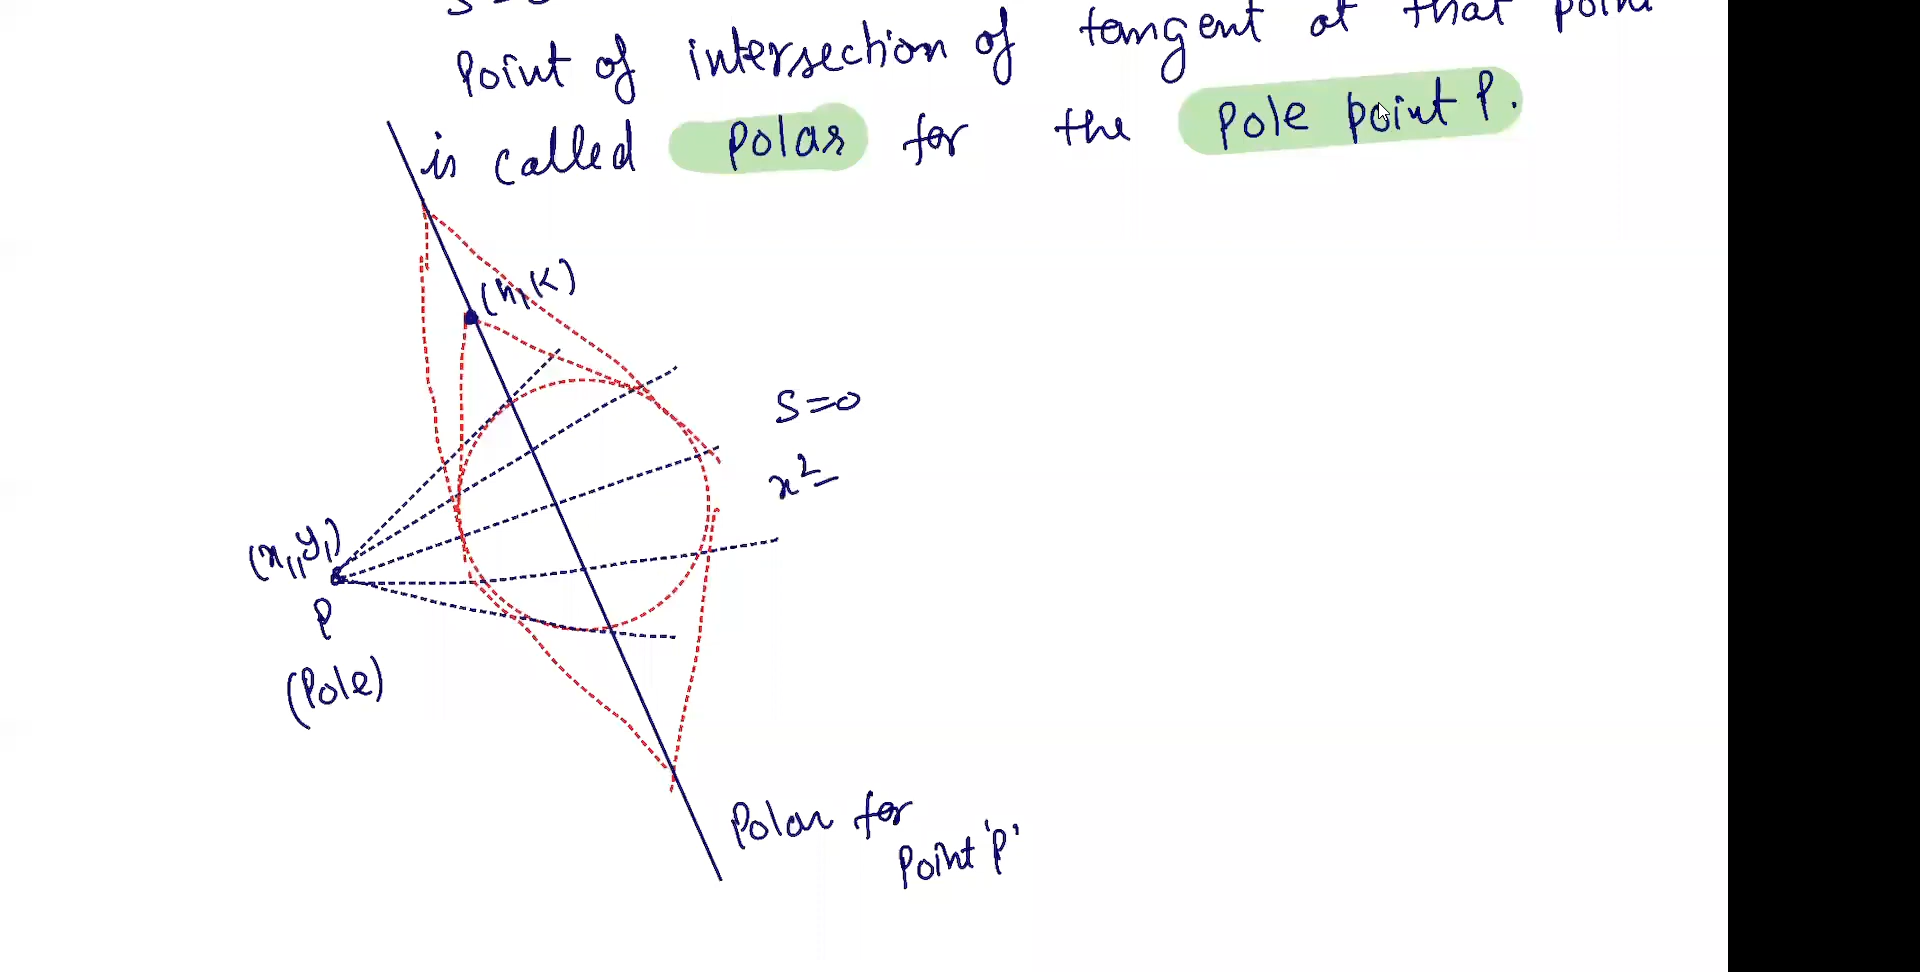 S=0
Point of intersection of tangent at that point
is called Polar for the Pole point P.
(h,K)
S=0
x²-
(x₁,y₁)
P
(Pole)
Polar for
Point 'P'